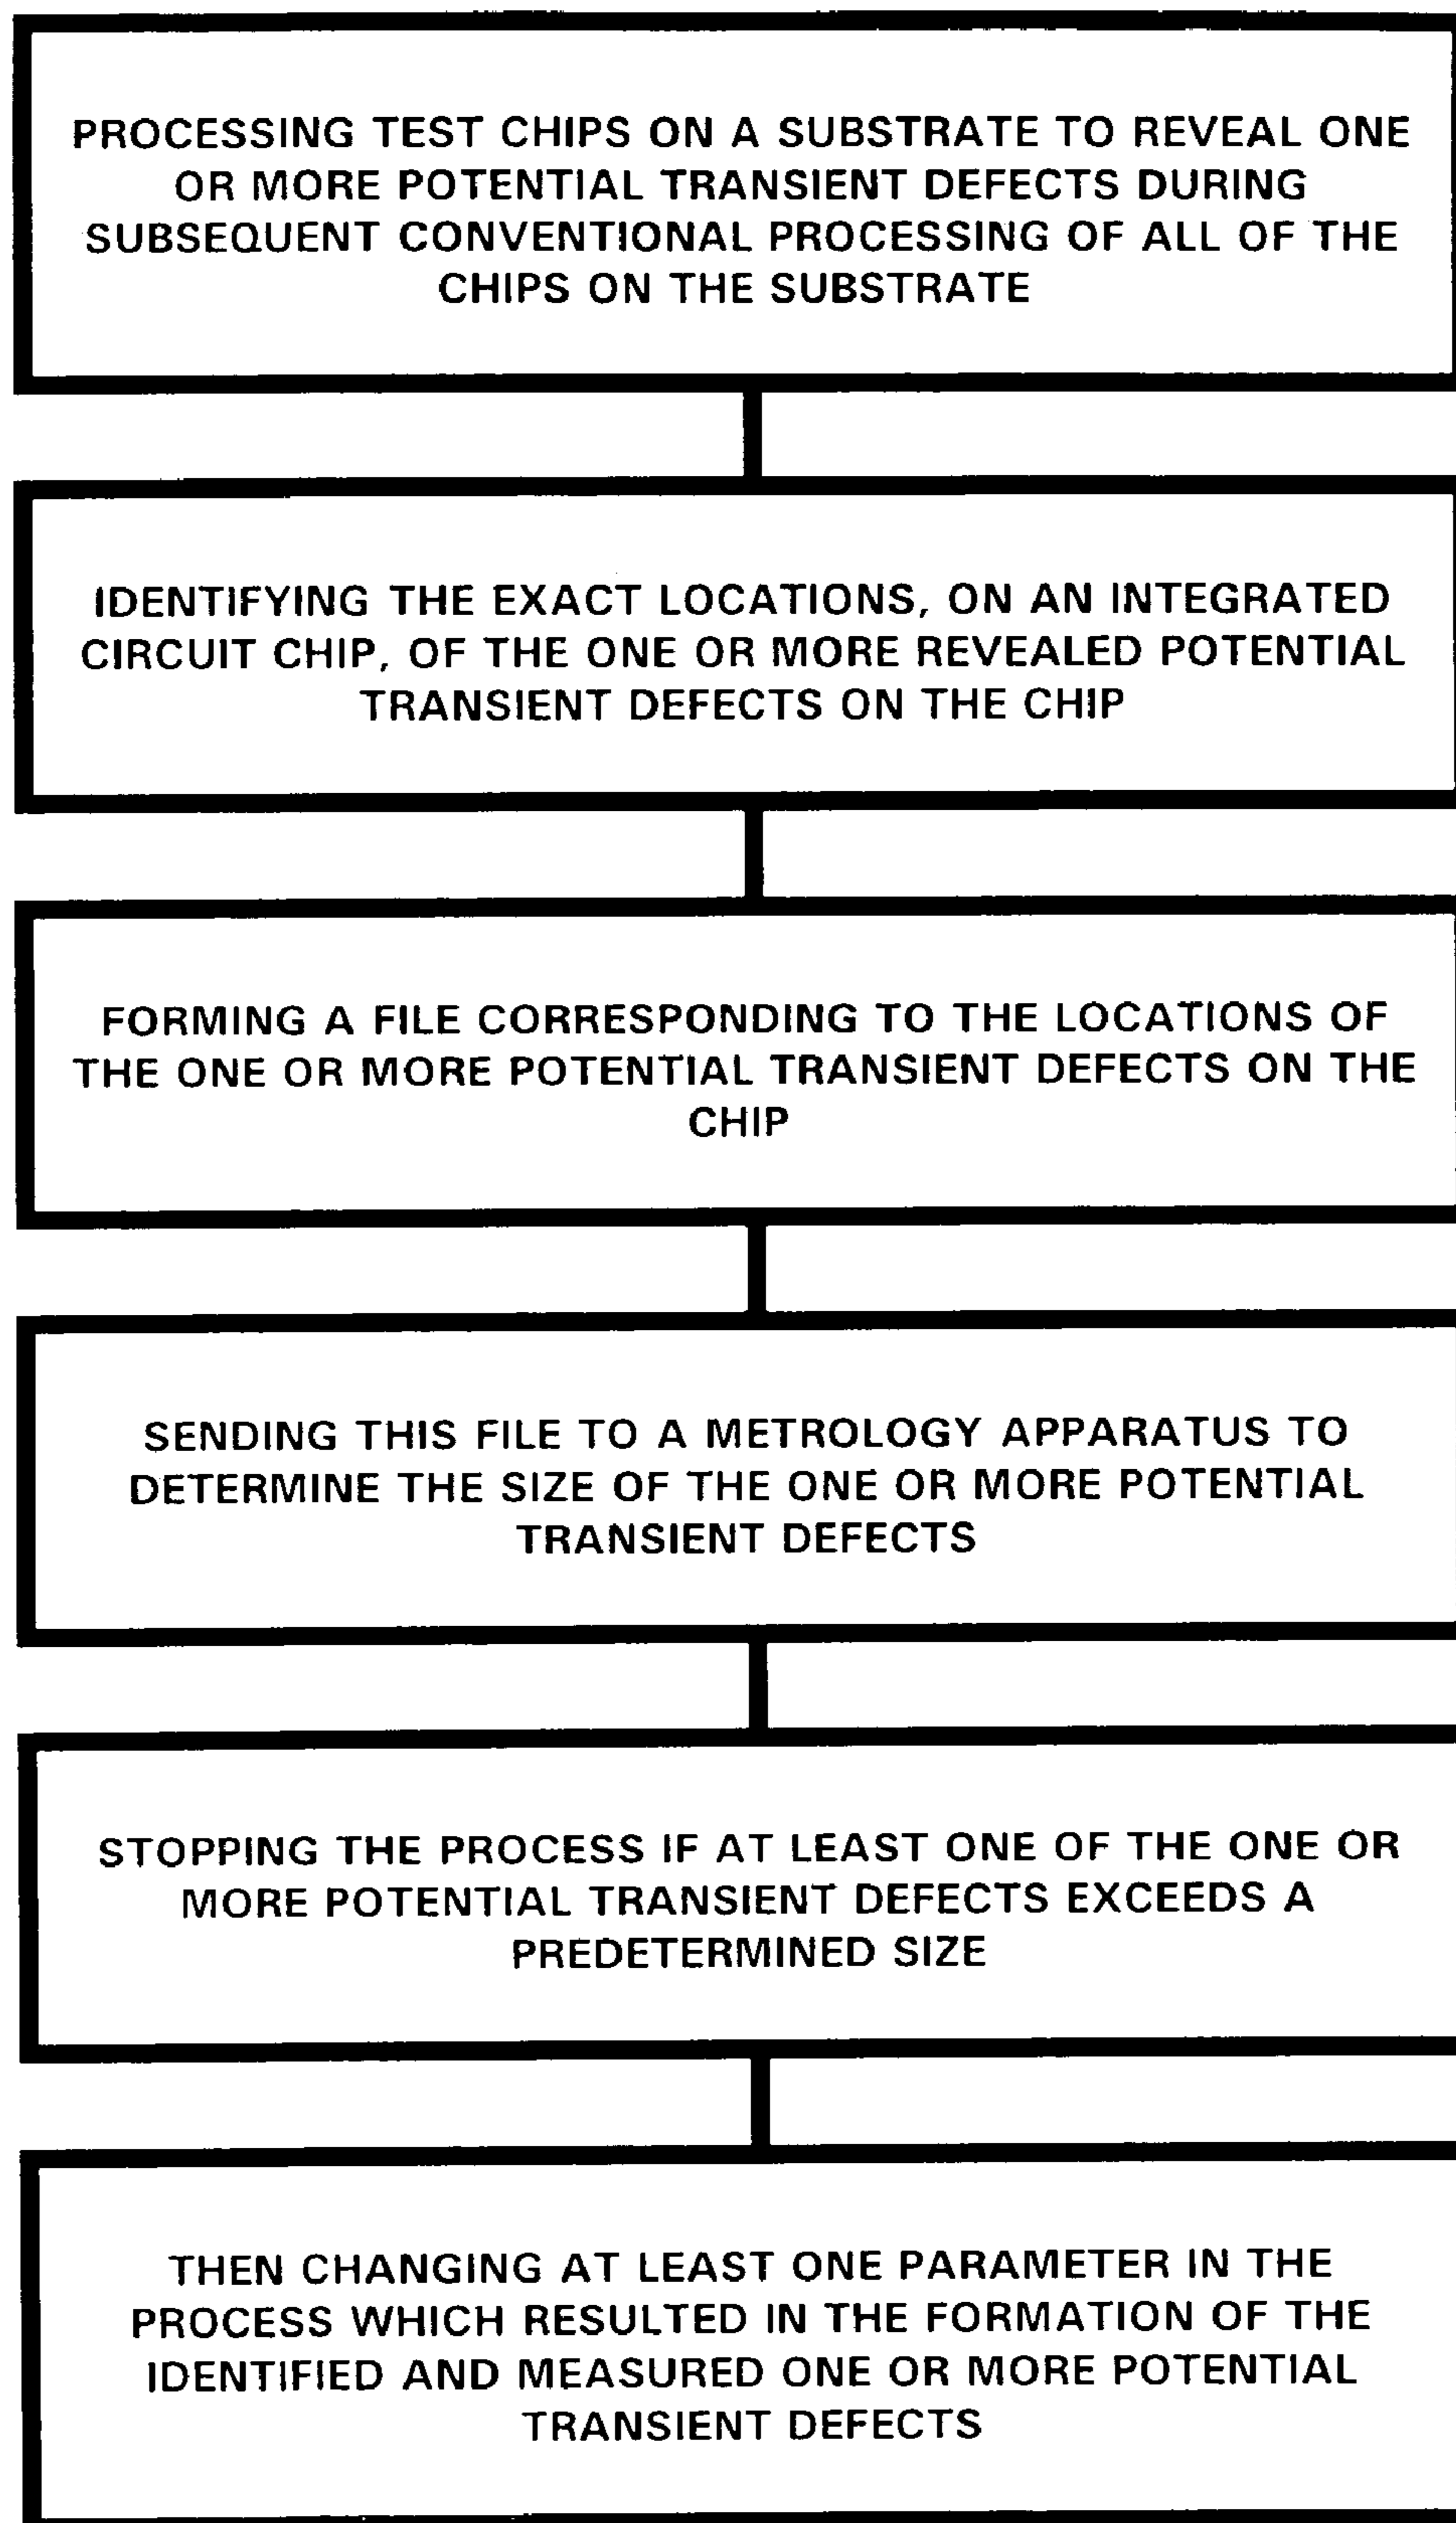 PROCESSING TEST CHIPS ON A SUBSTRATE TO REVEAL ONE
OR MORE POTENTIAL TRANSIENT DEFECTS DURING
SUBSEQUENT CONVENTIONAL PROCESSING OF ALL OF THE
CHIPS ON THE SUBSTRATE
IDENTIFYING THE EXACT LOCATIONS, ON AN INTEGRATED
CIRCUIT CHIP, OF THE ONE OR MORE REVEALED POTENTIAL
TRANSIENT DEFECTS ON THE CHIP
FORMING A FILE CORRESPONDING TO THE LOCATIONS OF
THE ONE OR MORE POTENTIAL TRANSIENT DEFECTS ON THE
CHIP
SENDING THIS FILE TO A METROLOGY APPARATUS TO
DETERMINE THE SIZE OF THE ONE OR MORE POTENTIAL
TRANSIENT DEFECTS
STOPPING THE PROCESS IF AT LEAST ONE OF THE ONE OR
MORE POTENTIAL TRANSIENT DEFECTS EXCEEDS A
PREDETERMINED SIZE
THEN CHANGING AT LEAST ONE PARAMETER IN THE
PROCESS WHICH RESULTED IN THE FORMATION OF THE
IDENTIFIED AND MEASURED ONE OR MORE POTENTIAL
TRANSIENT DEFECTS